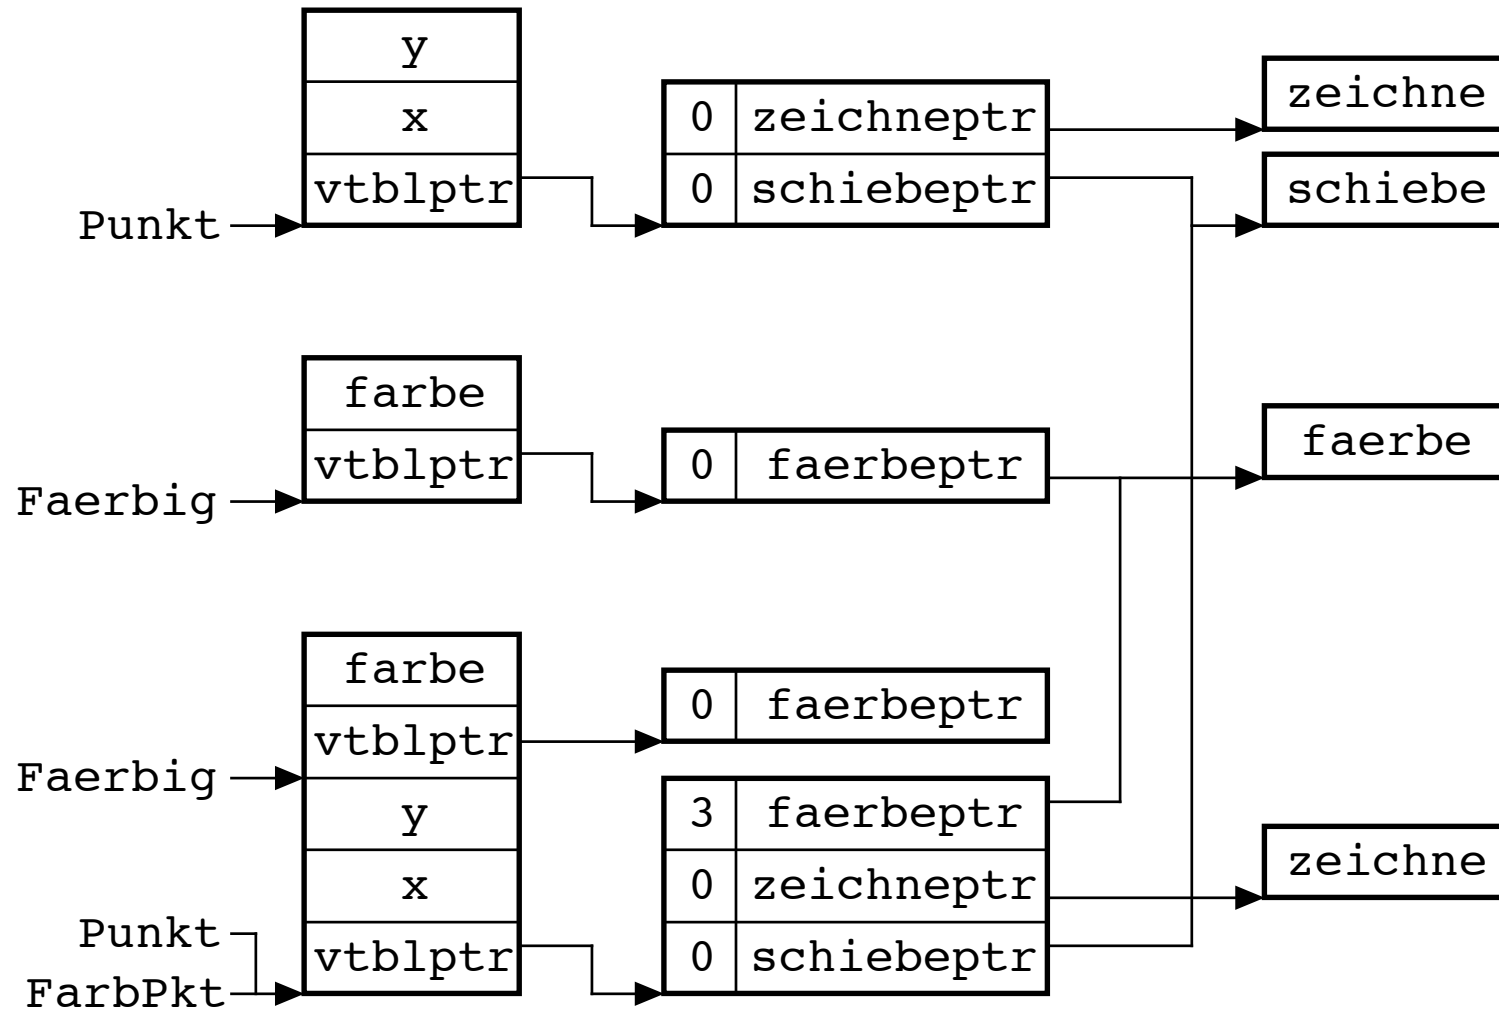 y
x
vtblptr
Punkt
0 zeichneptr
0 schiebeptr
zeichne
schiebe
farbe
vtblptr
Faerbig
0 faerbeptr
faerbe
farbe
vtblptr
Faerbig
y
x
vtblptr
Punkt
FarbPkt
0 faerbeptr
3 faerbeptr
0 zeichneptr
0 schiebeptr
zeichne